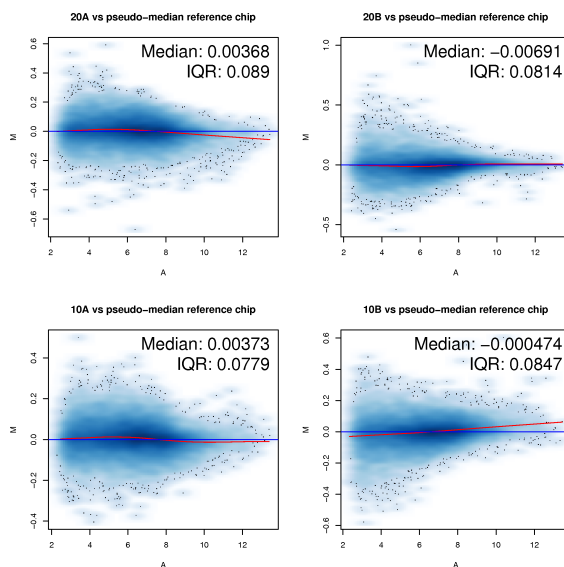 20A vs pseudo−median reference chip
Median: 0.00368
IQR: 0.089
M
0.6
0.4
0.2
0.0
−0.2
−0.4
−0.6
2 4 6 8 10 12
A
20B vs pseudo−median reference chip
Median: −0.00691
IQR: 0.0814
M
1.0
0.5
0.0
−0.5
2 4 6 8 10 12
A
10A vs pseudo−median reference chip
Median: 0.00373
IQR: 0.0779
M
0.4
0.2
0.0
−0.2
−0.4
2 4 6 8 10 12
A
10B vs pseudo−median reference chip
Median: −0.000474
IQR: 0.0847
M
0.6
0.4
0.2
0.0
−0.2
−0.4
−0.6
2 4 6 8 10 12
A